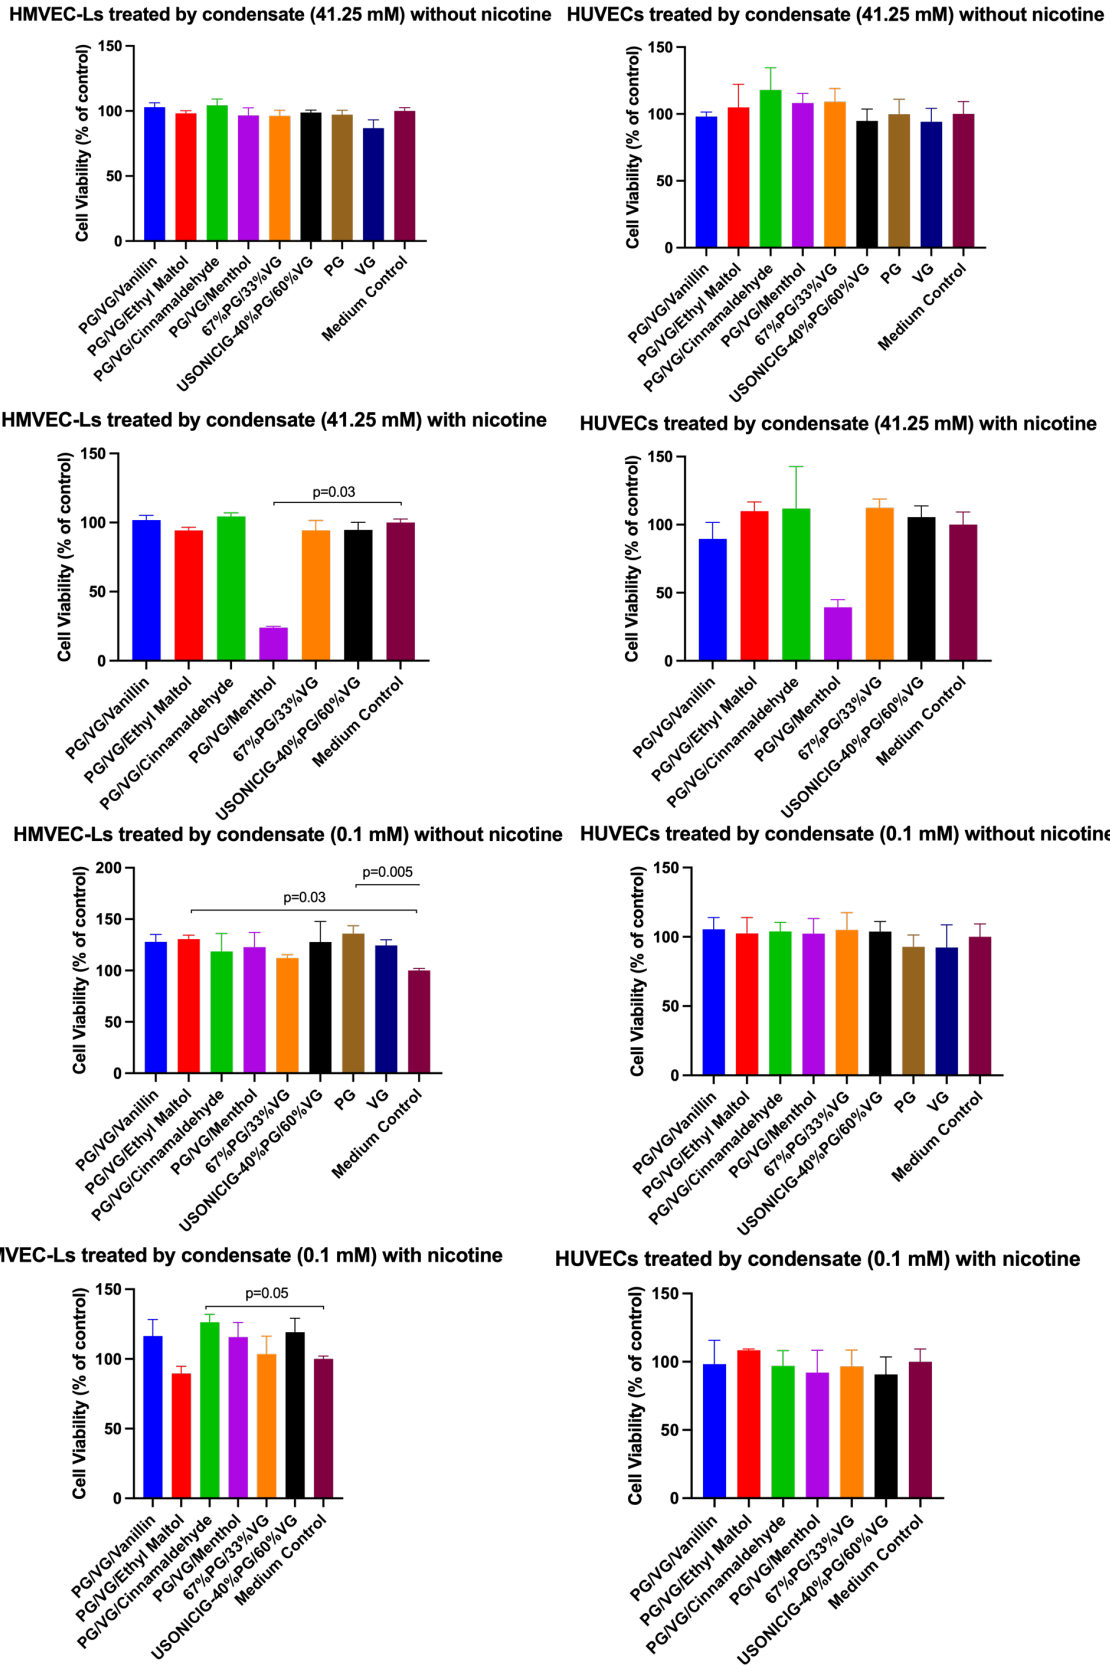 HMVEC-Ls treated by condensate (41.25 mM) without nicotine
Cell Viability (% of control)
150
100
50
0
PG/VG/Vanillin
PG/VG/Ethyl Maltol
PG/VG/Cinnamaldehyde
PG/VG/Menthol
67%PG/33%VG
USONICIG-40%PG/60%VG
PG
VG
Medium Control
HUVECs treated by condensate (41.25 mM) without nicotine
Cell Viability (% of control)
150
100
50
0
PG/VG/Vanillin
PG/VG/Ethyl Maltol
PG/VG/Cinnamaldehyde
PG/VG/Menthol
67%PG/33%VG
USONICIG-40%PG/60%VG
PG
VG
Medium Control
HMVEC-Ls treated by condensate (41.25 mM) with nicotine
Cell Viability (% of control)
150
100
50
0
p=0.03
PG/VG/Vanillin
PG/VG/Ethyl Maltol
PG/VG/Cinnamaldehyde
PG/VG/Menthol
67%PG/33%VG
USONICIG-40%PG/60%VG
Medium Control
HUVECs treated by condensate (41.25 mM) with nicotine
Cell Viability (% of control)
150
100
50
0
PG/VG/Vanillin
PG/VG/Ethyl Maltol
PG/VG/Cinnamaldehyde
PG/VG/Menthol
67%PG/33%VG
USONICIG-40%PG/60%VG
Medium Control
HMVEC-Ls treated by condensate (0.1 mM) without nicotine
Cell Viability (% of control)
200
150
100
50
0
p=0.005
p=0.03
PG/VG/Vanillin
PG/VG/Ethyl Maltol
PG/VG/Cinnamaldehyde
PG/VG/Menthol
67%PG/33%VG
USONICIG-40%PG/60%VG
PG
VG
Medium Control
HUVECs treated by condensate (0.1 mM) without nicotine
Cell Viability (% of control)
150
100
50
0
PG/VG/Vanillin
PG/VG/Ethyl Maltol
PG/VG/Cinnamaldehyde
PG/VG/Menthol
67%PG/33%VG
USONICIG-40%PG/60%VG
PG
VG
Medium Control
MVEC-Ls treated by condensate (0.1 mM) with nicotine
Cell Viability (% of control)
150
100
50
0
p=0.05
PG/VG/Vanillin
PG/VG/Ethyl Maltol
PG/VG/Cinnamaldehyde
PG/VG/Menthol
67%PG/33%VG
USONICIG-40%PG/60%VG
Medium Control
HUVECs treated by condensate (0.1 mM) with nicotine
Cell Viability (% of control)
150
100
50
0
PG/VG/Vanillin
PG/VG/Ethyl Maltol
PG/VG/Cinnamaldehyde
PG/VG/Menthol
67%PG/33%VG
USONICIG-40%PG/60%VG
Medium Control